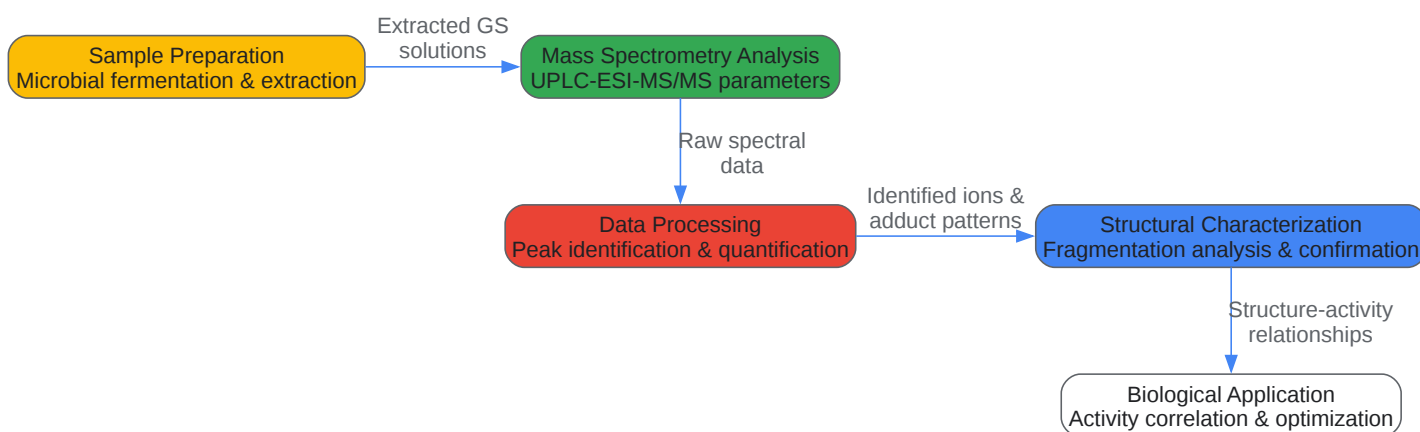 Sample Preparation
Microbial fermentation & extraction
Extracted GS
solutions
Mass Spectrometry Analysis
UPLC-ESI-MS/MS parameters
Raw spectral
data
Data Processing
Peak identification & quantification
Identified ions &
adduct patterns
Structural Characterization
Fragmentation analysis & confirmation
Structure-activity
relationships
Biological Application
Activity correlation & optimization